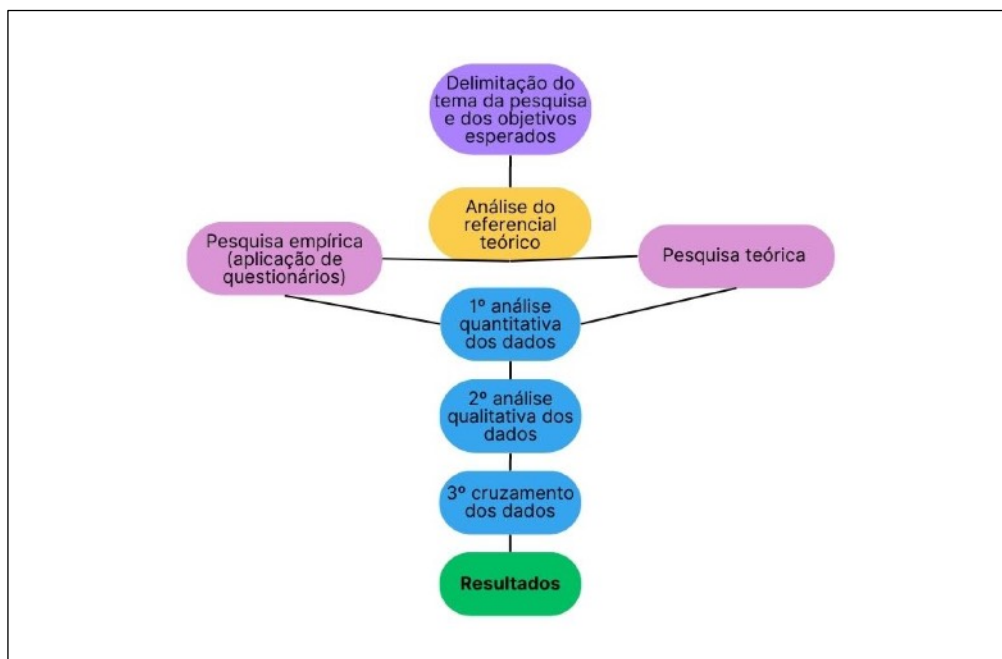 Delimitação do
tema da pesquisa
e dos objetivos
esperados
Análise do
referencial
teórico
Pesquisa empírica
(aplicação de
questionários)
Pesquisa teórica
1º análise
quantitativa
dos dados
2º análise
qualitativa dos
dados
3º cruzamento
dos dados
Resultados